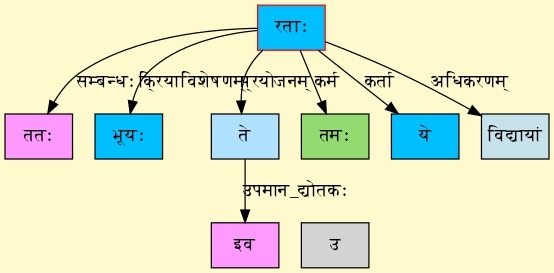 रताः
सम्बन्धः क्रियाविशेषणम् प्रयोजनम् कर्म कर्ता अधिकरणम्
ततः भूयः ते तमः ये विद्यायां
उपमान_द्योतकः
इव उ